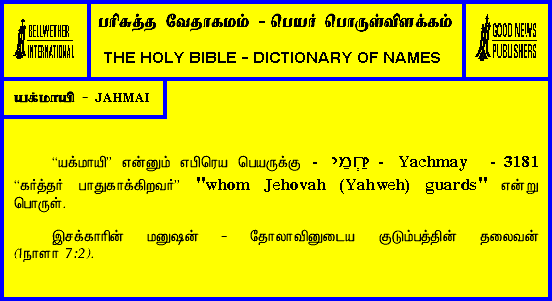 BELLWETHER
INTERNATIONAL
பரிசுத்த வேதாகமம் - பெயர் பொருள்விளக்கம்
THE HOLY BIBLE - DICTIONARY OF NAMES
GOOD NEWS
PUBLISHERS
யக்மாயி - JAHMAI
“யக்மாயி” என்னும் எபிரெய பெயருக்கு - יַחְמַי - Yachmay - 3181
“கர்த்தர் பாதுகாக்கிறவர்” "whom Jehovah (Yahweh) guards" என்று
பொருள்.
இசக்காரின் மனுஷன் - தோலாவினுடைய குடும்பத்தின் தலைவன்
(1நாளா 7:2).